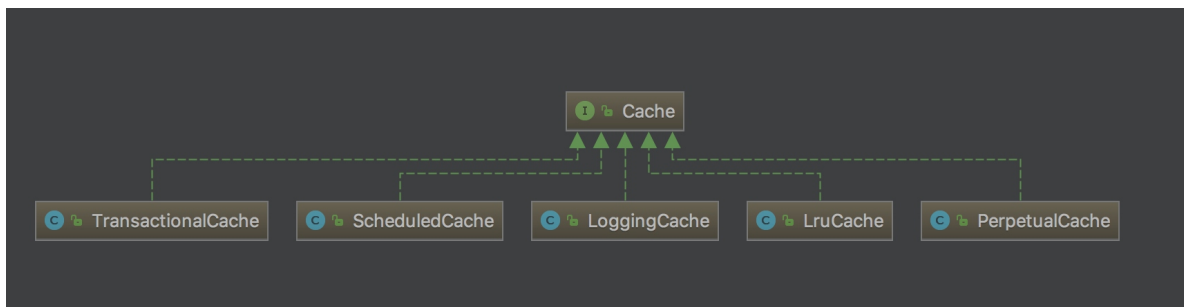 I Cache
C TransactionalCache
C ScheduledCache
C LoggingCache
C LruCache
C PerpetualCache